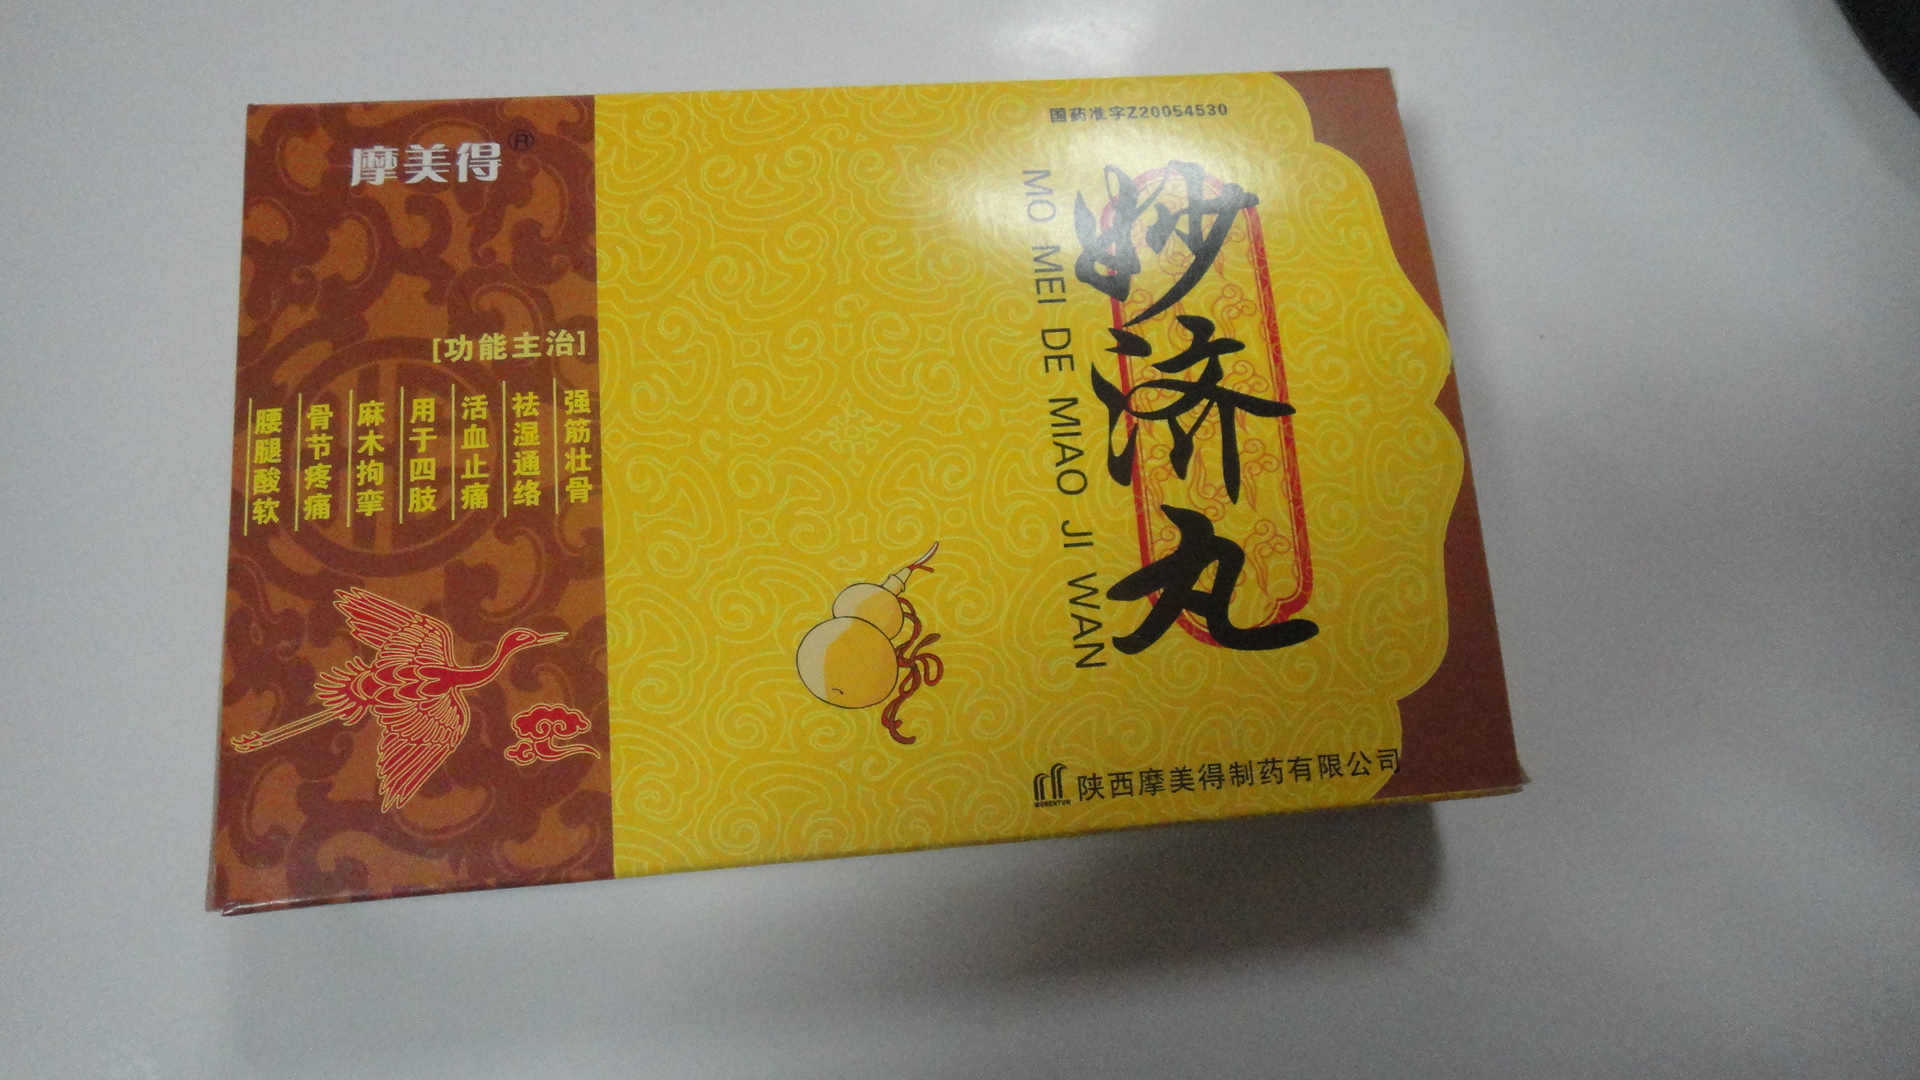 摩美得®
[功能主治]
强筋壮骨
祛湿通络
活血止痛
用于四肢
麻木拘挛
骨节疼痛
腰腿酸软
国药准字Z20054530
妙济丸
MO MEI DE MIAO JI WAN
MOMENTUM
陕西摩美得制药有限公司